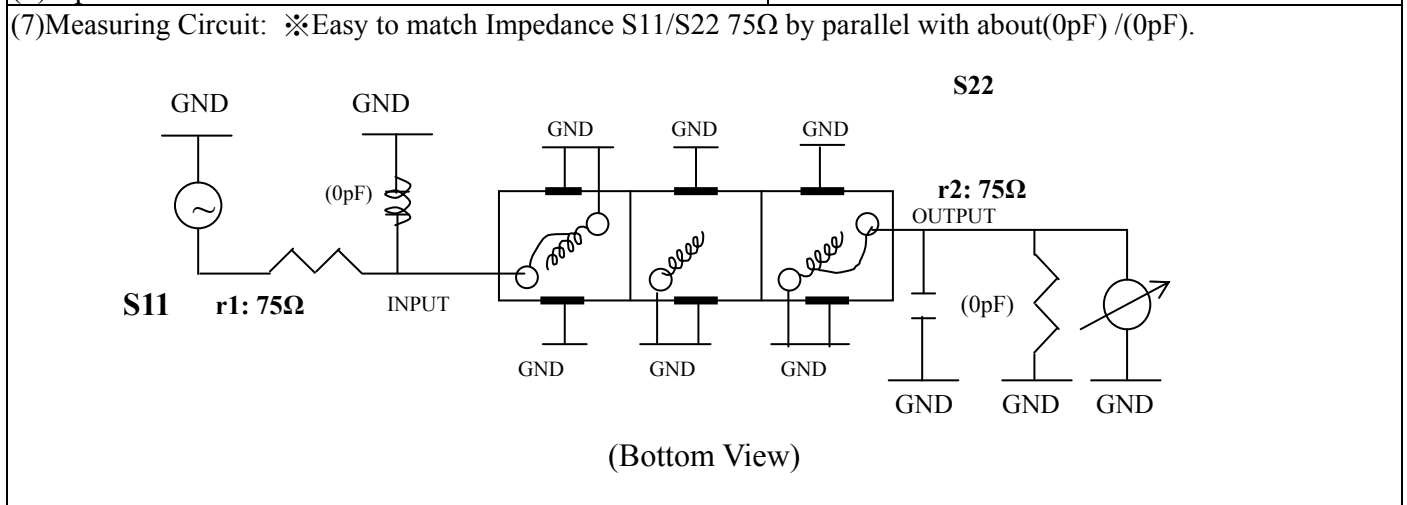 (7)Measuring Circuit: ※Easy to match Impedance S11/S22 75Ω by parallel with about(0pF) /(0pF).
S22
GND GND
GND GND GND
(0pF)
r2: 75Ω
OUTPUT
~
S11 r1: 75Ω INPUT
(0pF)
GND GND GND
GND GND GND
(Bottom View)